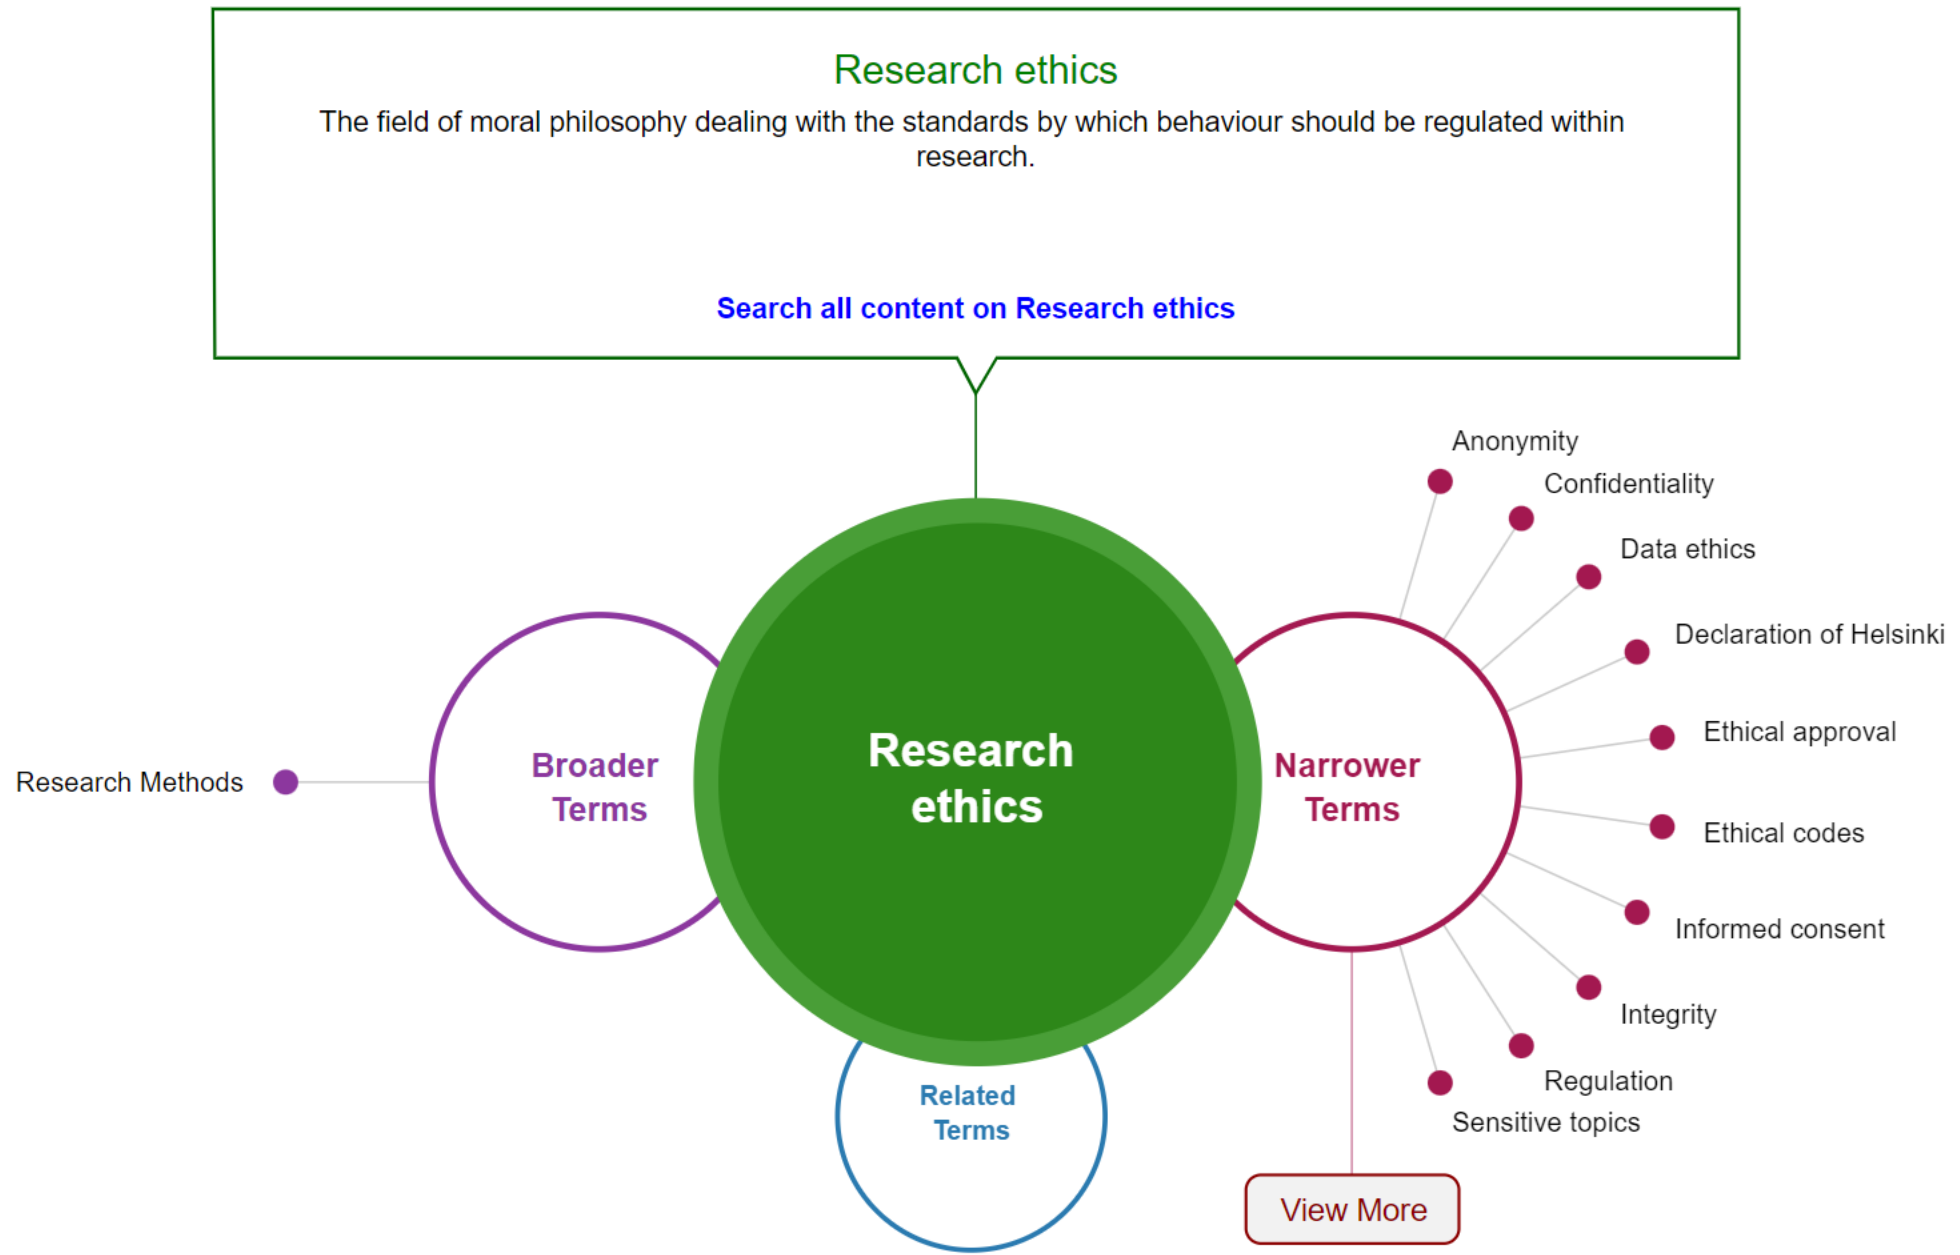 Research ethics
The field of moral philosophy dealing with the standards by which behaviour should be regulated within
research.
Search all content on Research ethics
Research Methods
Broader
Terms
Research
ethics
Narrower
Terms
Related
Terms
Anonymity
Confidentiality
Data ethics
Declaration of Helsinki
Ethical approval
Ethical codes
Informed consent
Integrity
Regulation
Sensitive topics
View More